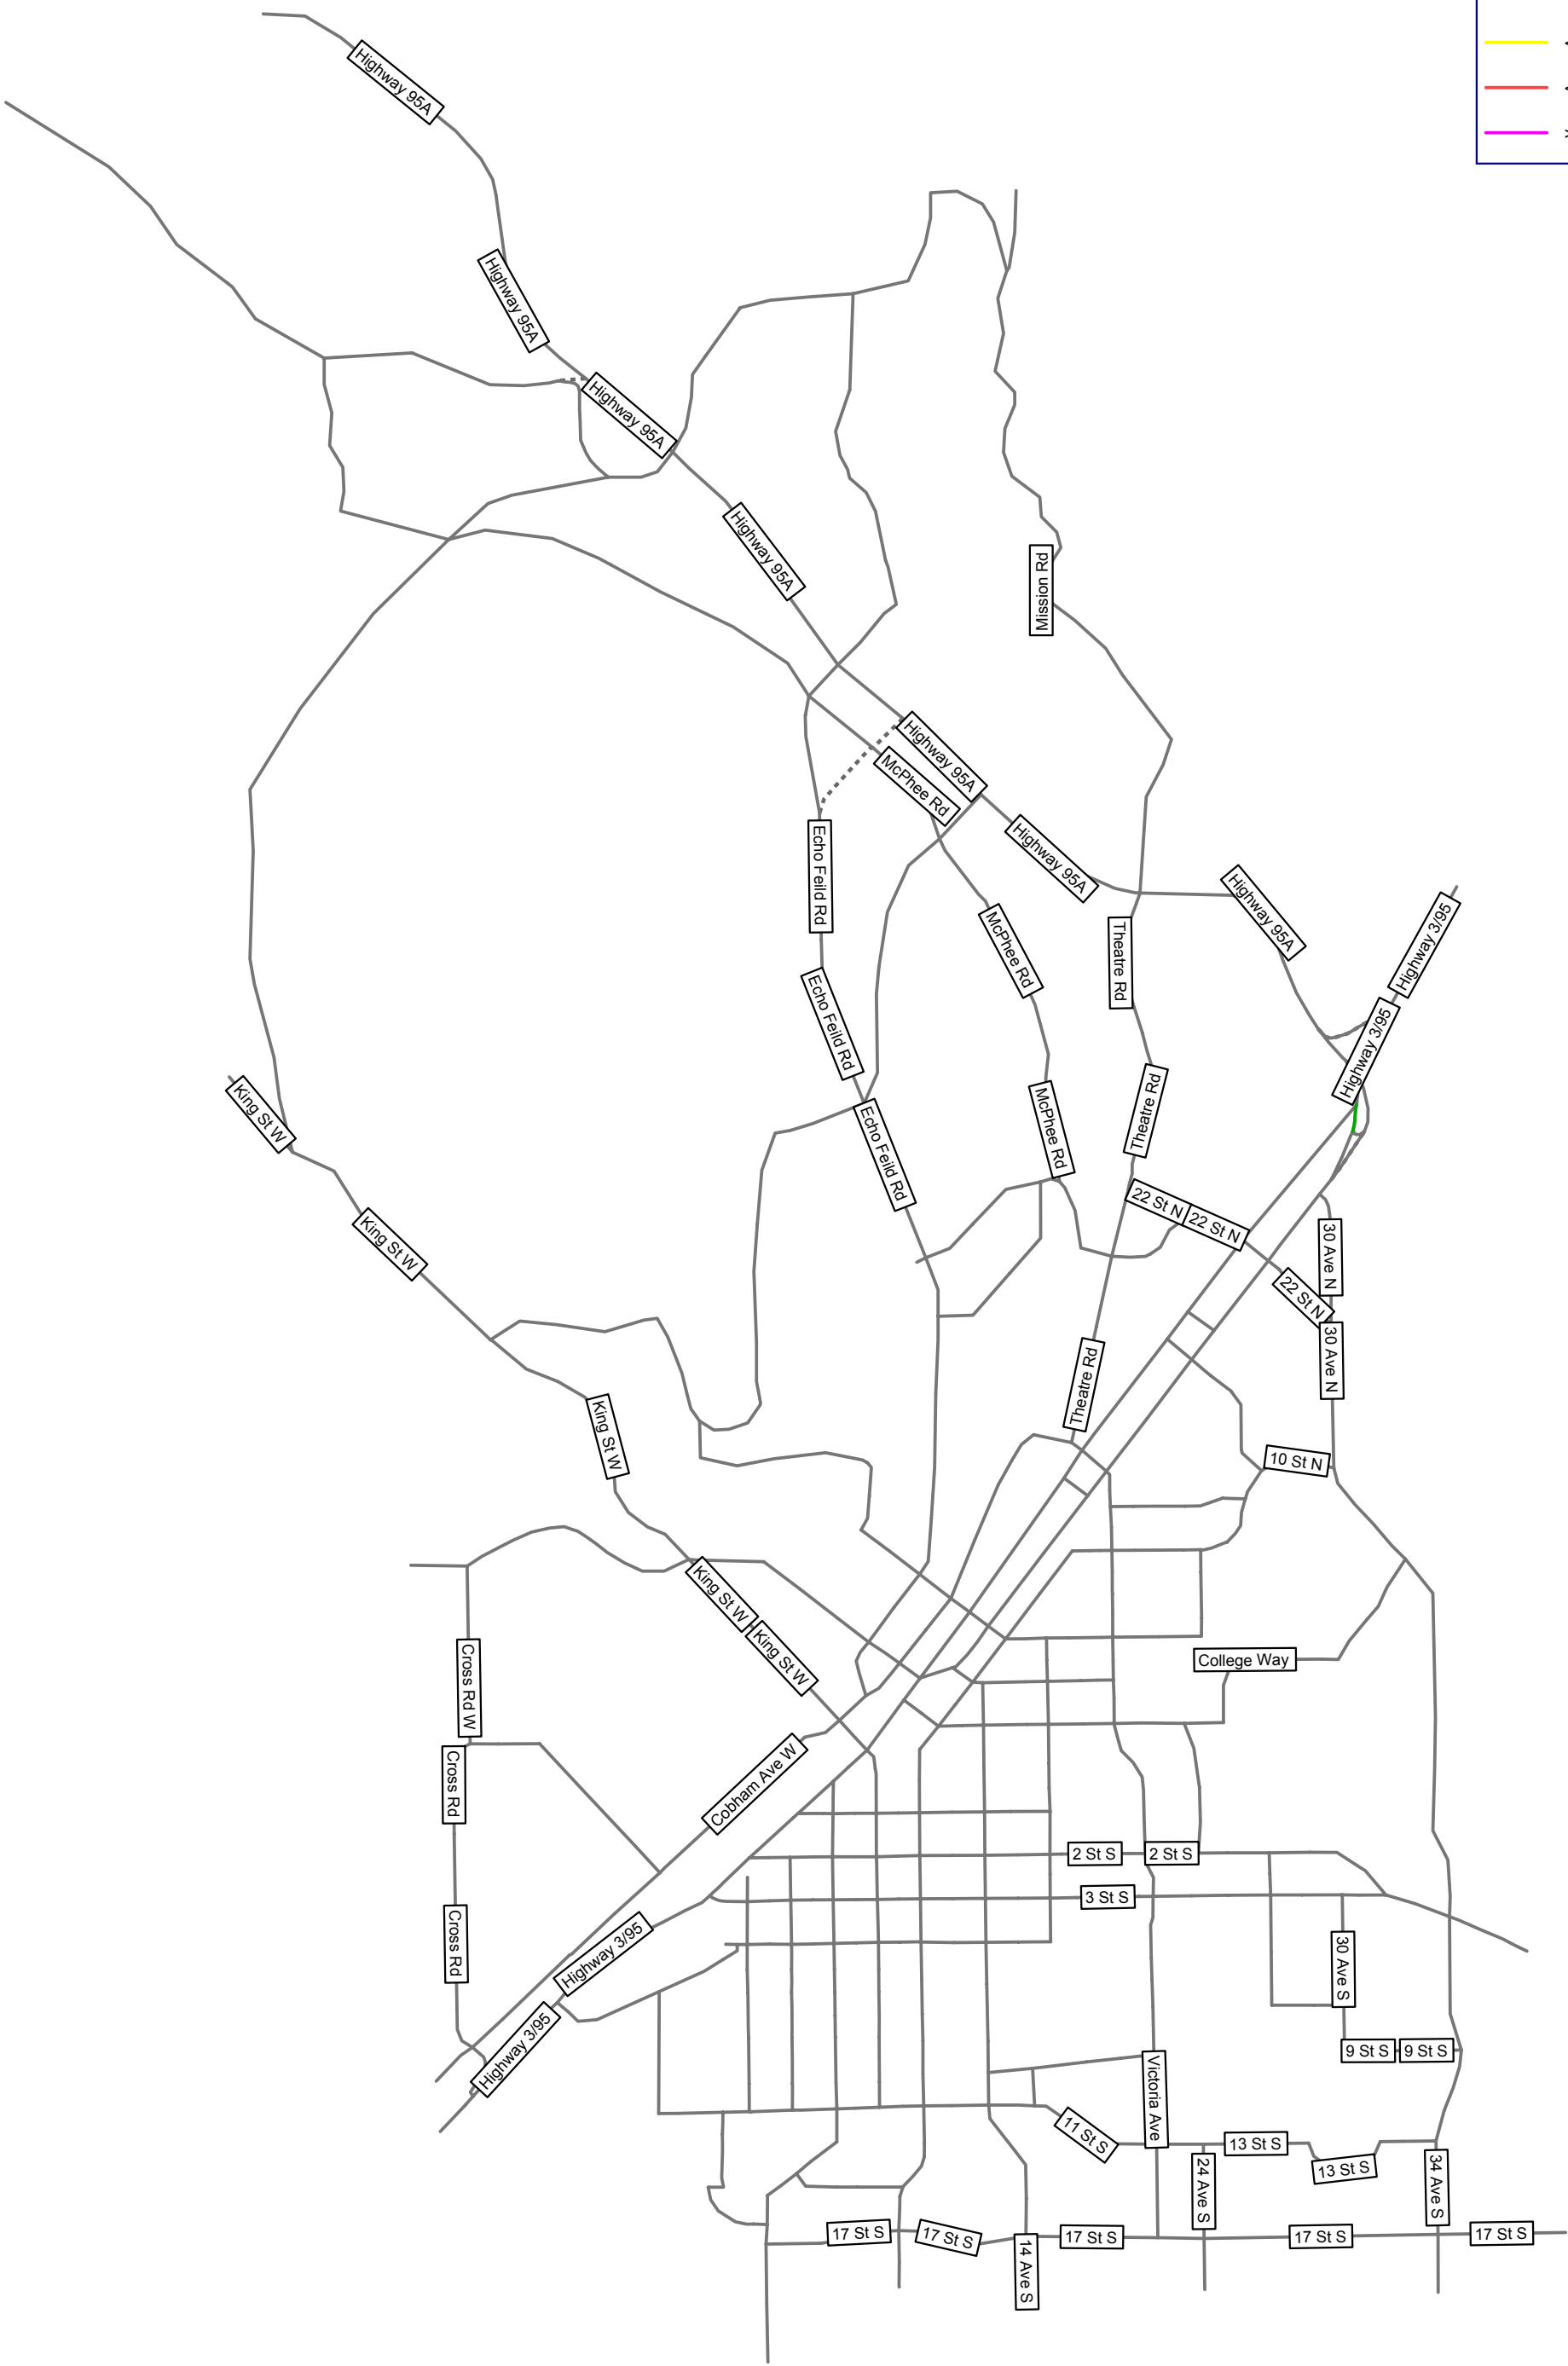 Highway 95A
Highway 95A
Highway 95A
Highway 95A
Mission Rd
Highway 95A
McPhee Rd
Highway 95A
Echo Feild Rd
Highway 95A
Highway 3/95
McPhee Rd
Theatre Rd
Echo Feild Rd
Highway 3/95
King St W
McPhee Rd
Theatre Rd
Echo Feild Rd
22 St N
22 St N
King St W
30 Ave N
22 St N
30 Ave N
Theatre Rd
King St W
10 St N
King St W
King St W
College Way
Cross Rd W
Cross Rd
Cobham Ave W
2 St S
2 St S
3 St S
Cross Rd
Highway 3/95
30 Ave S
Highway 3/95
9 St S
9 St S
Victoria Ave
11 St S
13 St S
13 St S
24 Ave S
34 Ave S
17 St S
17 St S
14 Ave S
17 St S
17 St S
17 St S